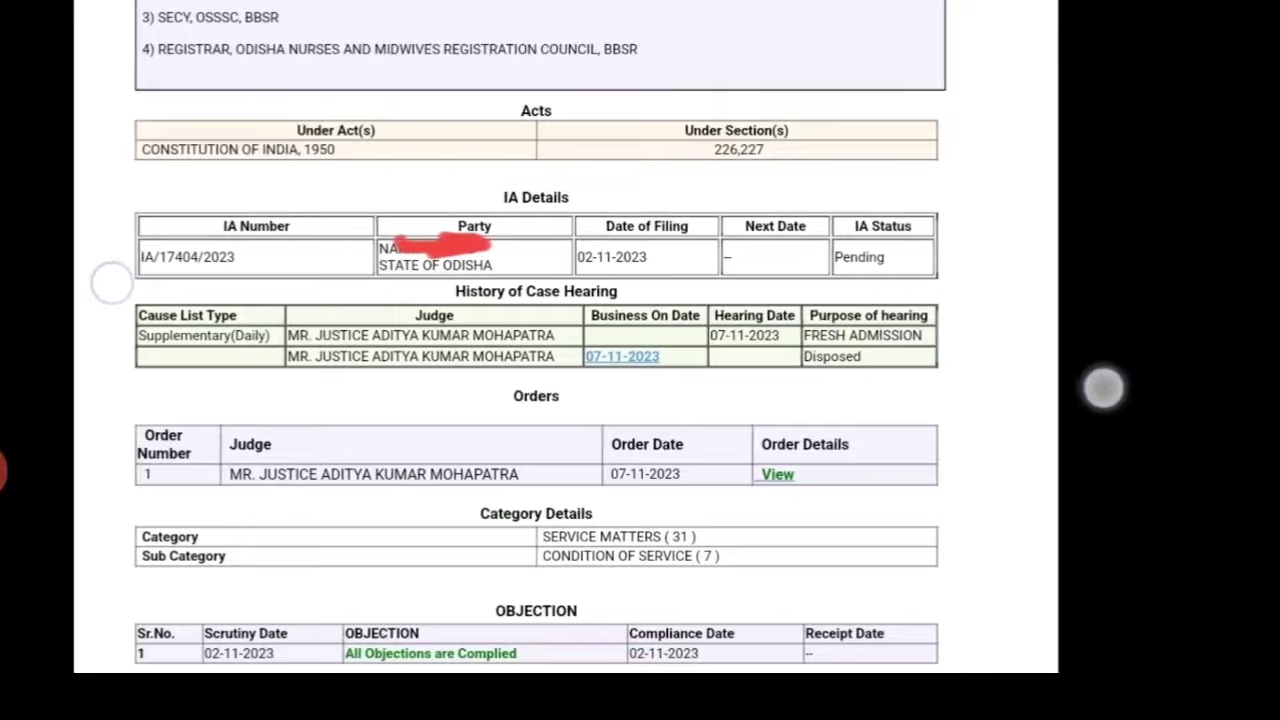 3) SECY, OSSSC, BBSR
4) REGISTRAR, ODISHA NURSES AND MIDWIVES REGISTRATION COUNCIL, BBSR
Acts
Under Act(s) Under Section(s)
CONSTITUTION OF INDIA, 1950 226,227
IA Details
IA Number Party Date of Filing Next Date IA Status
IA/17404/2023 STATE OF ODISHA 02-11-2023 -- Pending
History of Case Hearing
Cause List Type Judge Business On Date Hearing Date Purpose of hearing
Supplementary(Daily) MR. JUSTICE ADITYA KUMAR MOHAPATRA 07-11-2023 FRESH ADMISSION
MR. JUSTICE ADITYA KUMAR MOHAPATRA 07-11-2023 Disposed
Orders
Order Number Judge Order Date Order Details
1 MR. JUSTICE ADITYA KUMAR MOHAPATRA 07-11-2023 View
Category Details
Category SERVICE MATTERS ( 31 )
Sub Category CONDITION OF SERVICE ( 7 )
OBJECTION
Sr.No. Scrutiny Date OBJECTION Compliance Date Receipt Date
1 02-11-2023 All Objections are Complied 02-11-2023 --